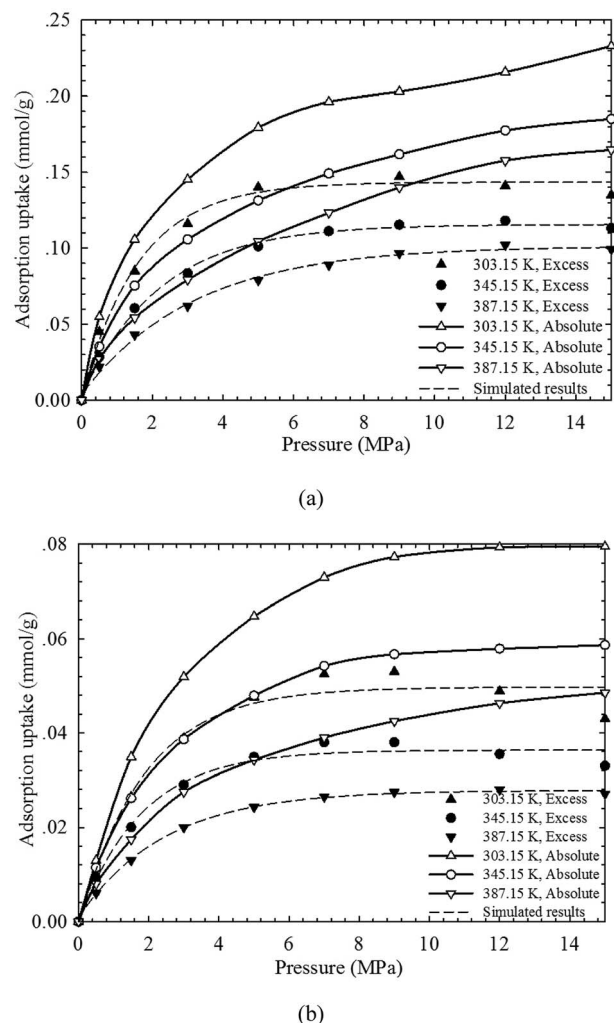 .25
.20
.15
.10
.05
0.00
Adsorption uptake (mmol/g)
303.15 K, Excess
345.15 K, Excess
387.15 K, Excess
303.15 K, Absolute
345.15 K, Absolute
387.15 K, Absolute
Simulated results
0 2 4 6 8 10 12 14
Pressure (MPa)
(a)
.08
.06
.04
.02
0.00
Adsorption uptake (mmol/g)
303.15 K, Excess
345.15 K, Excess
387.15 K, Excess
303.15 K, Absolute
345.15 K, Absolute
387.15 K, Absolute
Simulated results
0 2 4 6 8 10 12 14
Pressure (MPa)
(b)